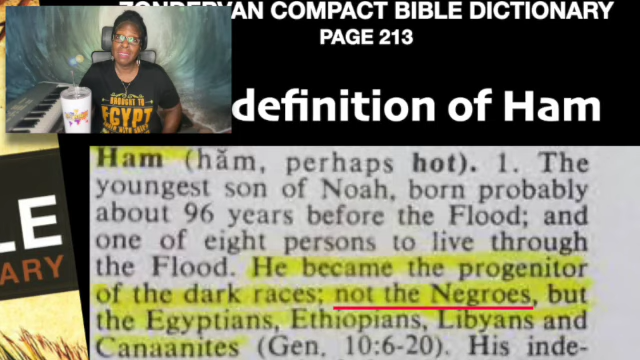 ZONDERVAN COMPACT BIBLE DICTIONARY
PAGE 213
definition of Ham
BROUGHT TO
EGYPT
LE
ARY
Ham (hăm, perhaps hot). 1. The
youngest son of Noah, born probably
about 96 years before the Flood; and
one of eight persons to live through
the Flood. He became the progenitor
of the dark races; not the Negroes, but
the Egyptians, Ethiopians, Libyans and
Canaanites (Gen. 10:6-20). His inde-